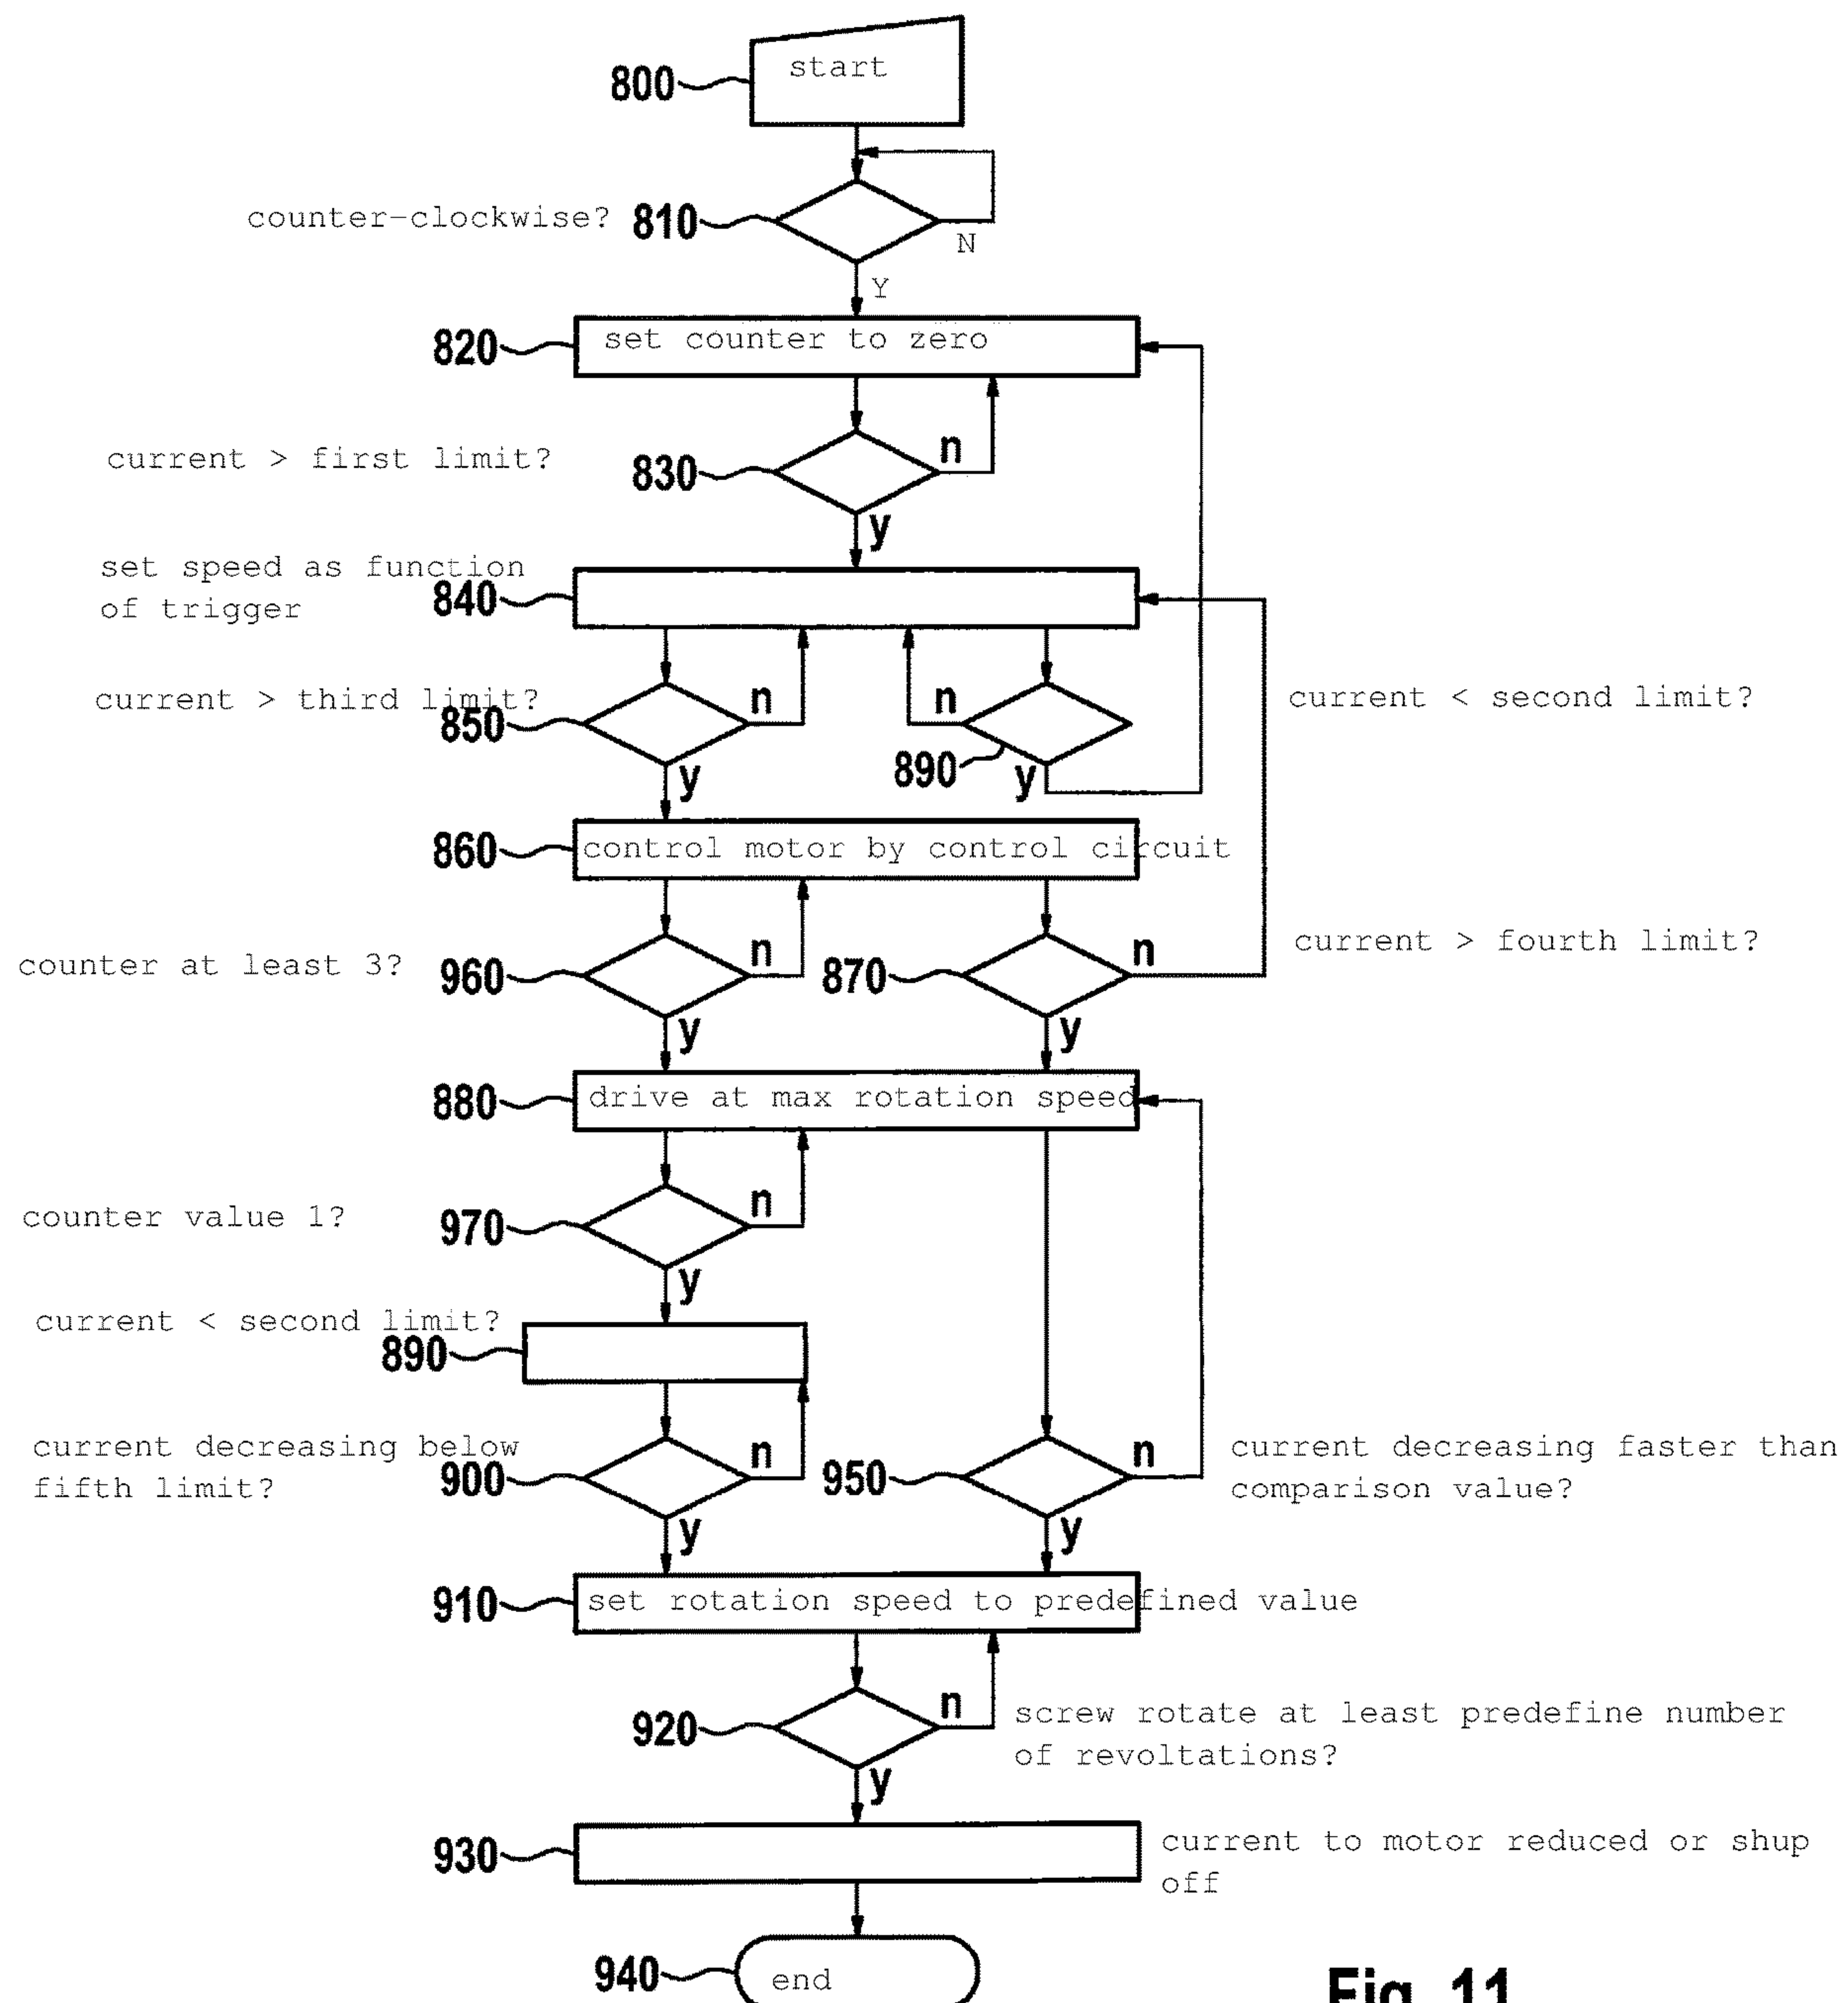 start
800
counter-clockwise? 810
N
Y
820 set counter to zero
current > first limit?
830
n
y
set speed as function
of trigger
840
current > third limit?
850
n
n
current < second limit?
890
y
y
860 control motor by control circuit
counter at least 3?
960
n
870
n
current > fourth limit?
y
y
880 drive at max rotation speed
counter value 1?
970
n
y
current < second limit?
890
current decreasing below
fifth limit?
900
n
950
n
current decreasing faster than
comparison value?
y
y
910 set rotation speed to predefined value
920
n
screw rotate at least predefine number
of revoltations?
y
930
current to motor reduced or shup
off
940 end
Fig. 11